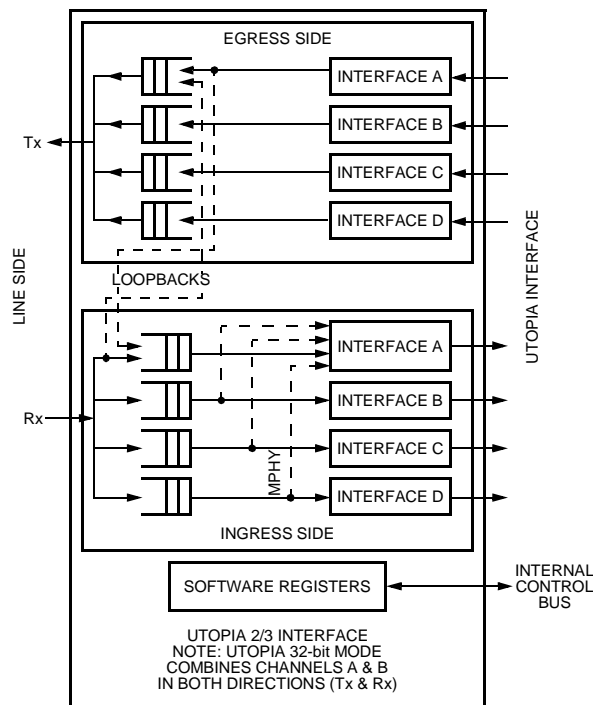 EGRESS SIDE
INTERFACE A
INTERFACE B
Tx
INTERFACE C
INTERFACE D
LOOPBACKS
LINE SIDE
UTOPIA INTERFACE
INTERFACE A
INTERFACE B
Rx
INTERFACE C
MPHY
INTERFACE D
INGRESS SIDE
SOFTWARE REGISTERS
INTERNAL
CONTROL
BUS
UTOPIA 2/3 INTERFACE
NOTE: UTOPIA 32-bit MODE
COMBINES CHANNELS A & B
IN BOTH DIRECTIONS (Tx & Rx)